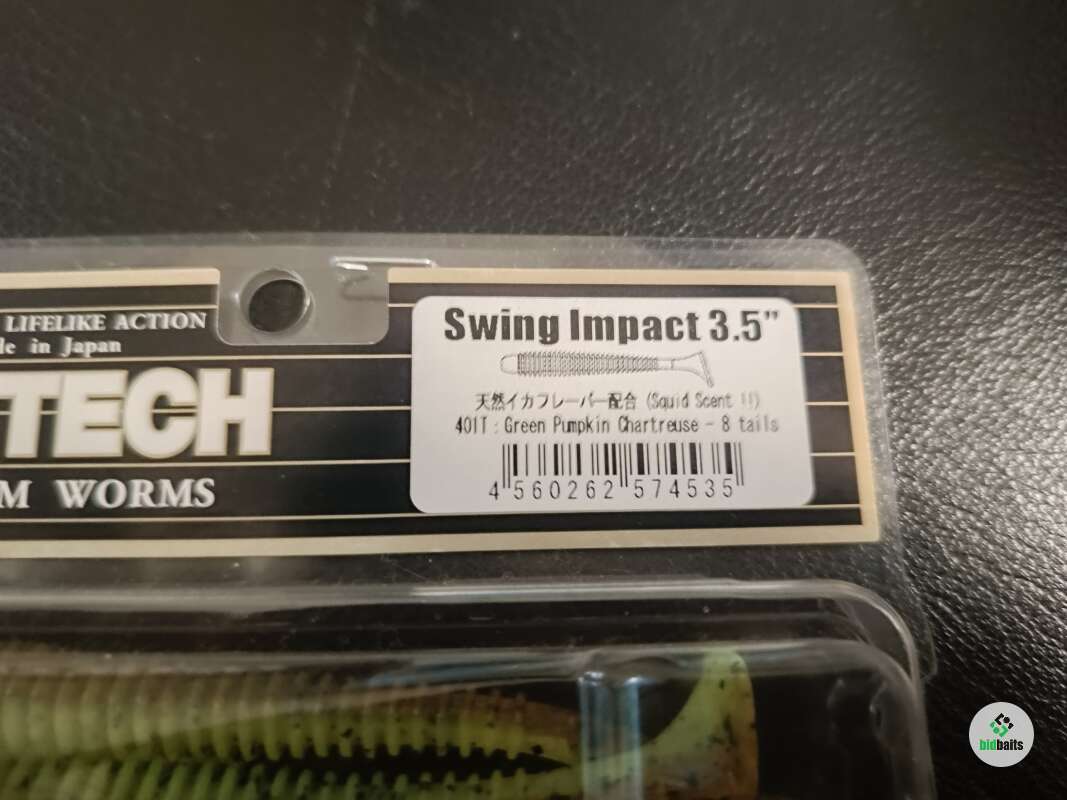 LIFELIKE ACTION
le in Japan
TECH
M WORMS
Swing Impact 3.5”
天然イカフレーバー配合 (Squid Scent !!)
401T : Green Pumpkin Chartreuse - 8 tails
4 560262 574535
bidbaits